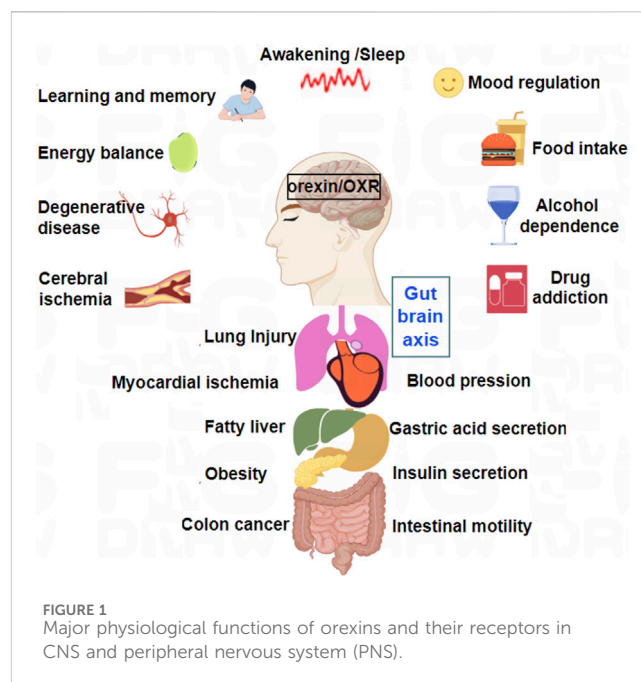 Awakening /Sleep
Learning and memory
Mood regulation
Energy balance
Food intake
orexin/OXR
Degenerative
disease
Alcohol
dependence
Cerebral
ischemia
Drug
addiction
Gut
brain
axis
Lung Injury
Myocardial ischemia
Blood pression
Fatty liver
Gastric acid secretion
Obesity
Insulin secretion
Colon cancer
Intestinal motility
FIGURE 1
Major physiological functions of orexins and their receptors in
CNS and peripheral nervous system (PNS).